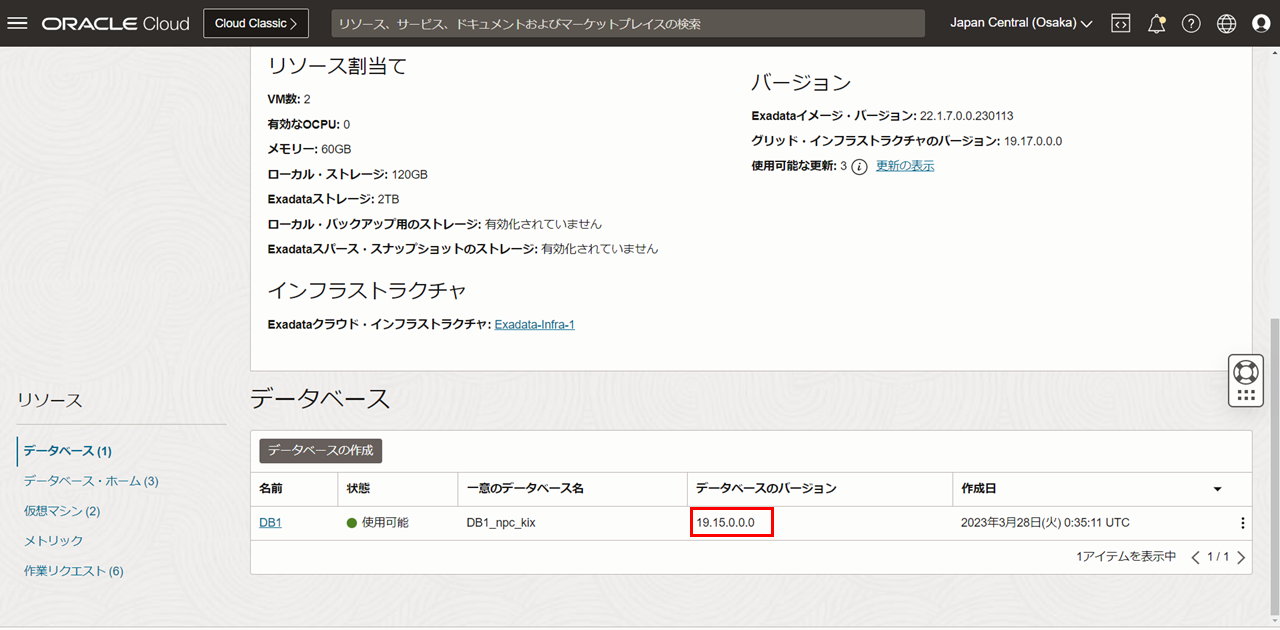 ORACLE Cloud
Cloud Classic
リソース、サービス、ドキュメントおよびマーケットプレイスの検索
Japan Central (Osaka)
リソース割当て
VM数: 2
有効なOCPU: 0
メモリー: 60GB
ローカル・ストレージ: 120GB
Exadataストレージ: 2TB
ローカル・バックアップ用のストレージ: 有効化されていません
Exadataスパース・スナップショットのストレージ: 有効化されていません
インフラストラクチャ
Exadataクラウド・インフラストラクチャ: Exadata-Infra-1
バージョン
Exadataイメージ・バージョン: 22.1.7.0.0.230113
グリッド・インフラストラクチャのバージョン: 19.17.0.0.0
使用可能な更新: 3 更新の表示
リソース
データベース (1)
データベース・ホーム (3)
仮想マシン (2)
メトリック
作業リクエスト (6)
データベース
データベースの作成
名前 状態 一意のデータベース名 データベースのバージョン 作成日
DB1 使用可能 DB1_npc_kix 19.15.0.0.0 2023年3月28日(火) 0:35:11 UTC
1アイテムを表示中 1 / 1